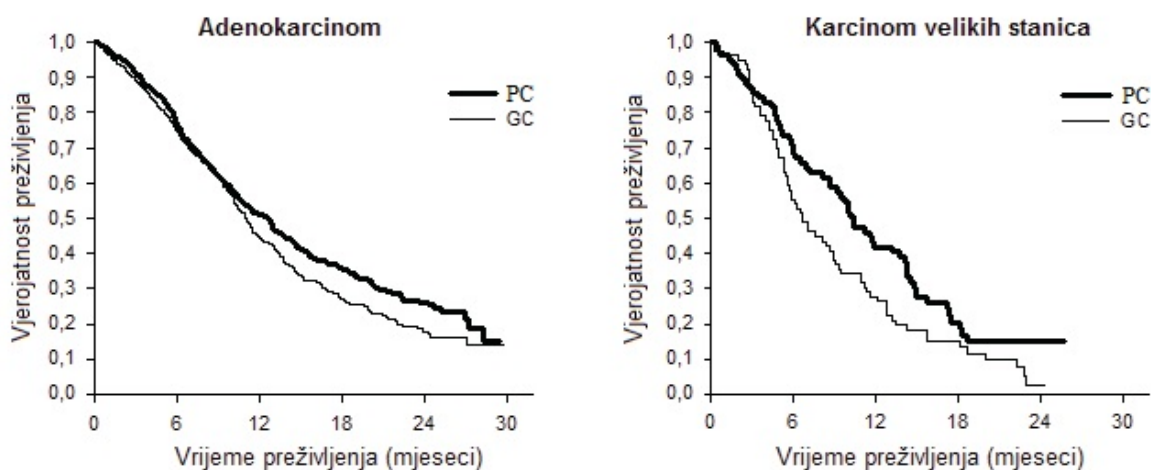 Adenokarcinom
1,0
0,9
0,8
0,7
0,6
0,5
0,4
0,3
0,2
0,1
0,0
Vjerojatnost preživljenja
PC
GC
0 6 12 18 24 30
Vrijeme preživljenja (mjeseci)
Karcinom velikih stanica
1,0
0,9
0,8
0,7
0,6
0,5
0,4
0,3
0,2
0,1
0,0
Vjerojatnost preživljenja
PC
GC
0 6 12 18 24 30
Vrijeme preživljenja (mjeseci)